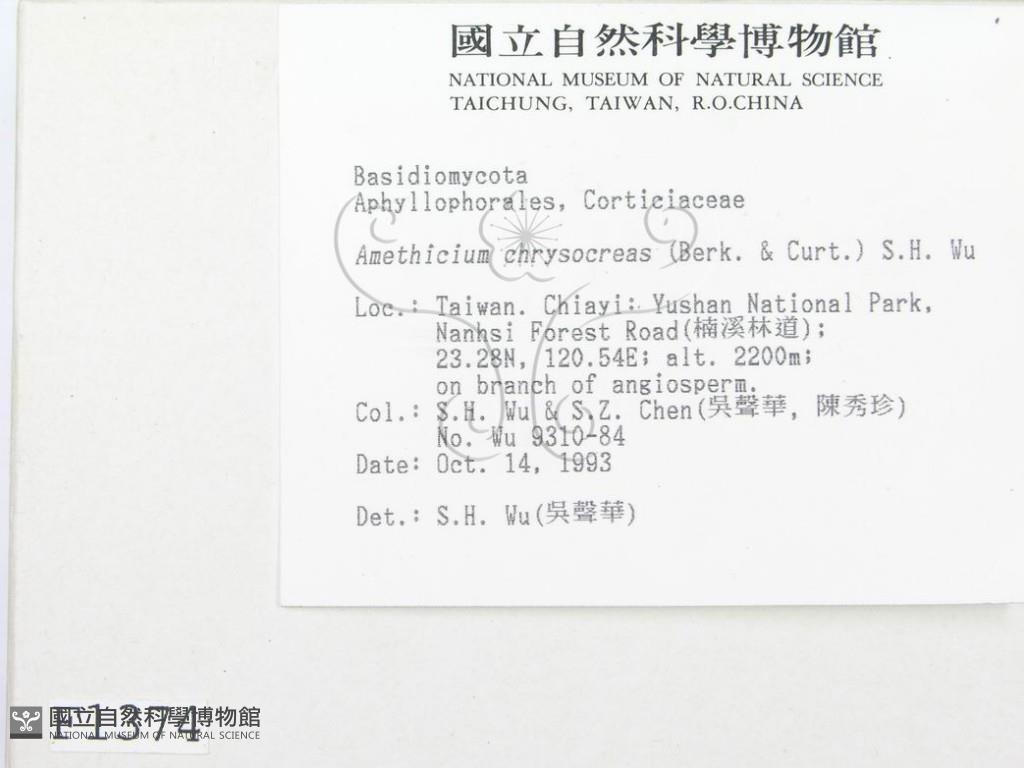 國立自然科學博物館
NATIONAL MUSEUM OF NATURAL SCIENCE
TAICHUNG, TAIWAN, R.O.CHINA
Basidiomycota
Aphyllophorales, Corticiaceae
Amethicium chrysocreas (Berk. & Curt.) S.H. Wu
Loc.: Taiwan. Chiayi: Yushan National Park,
Nanhsi Forest Road(楠溪林道);
23.28N, 120.54E; alt. 2200m;
on branch of angiosperm.
Col.: S.H. Wu & S.Z. Chen(吳聲華, 陳秀珍)
No. Wu 9310-84
Date: Oct. 14, 1993
Det.: S.H. Wu(吳聲華)
F1374
國立自然科學博物館
NATIONAL MUSEUM OF NATURAL SCIENCE